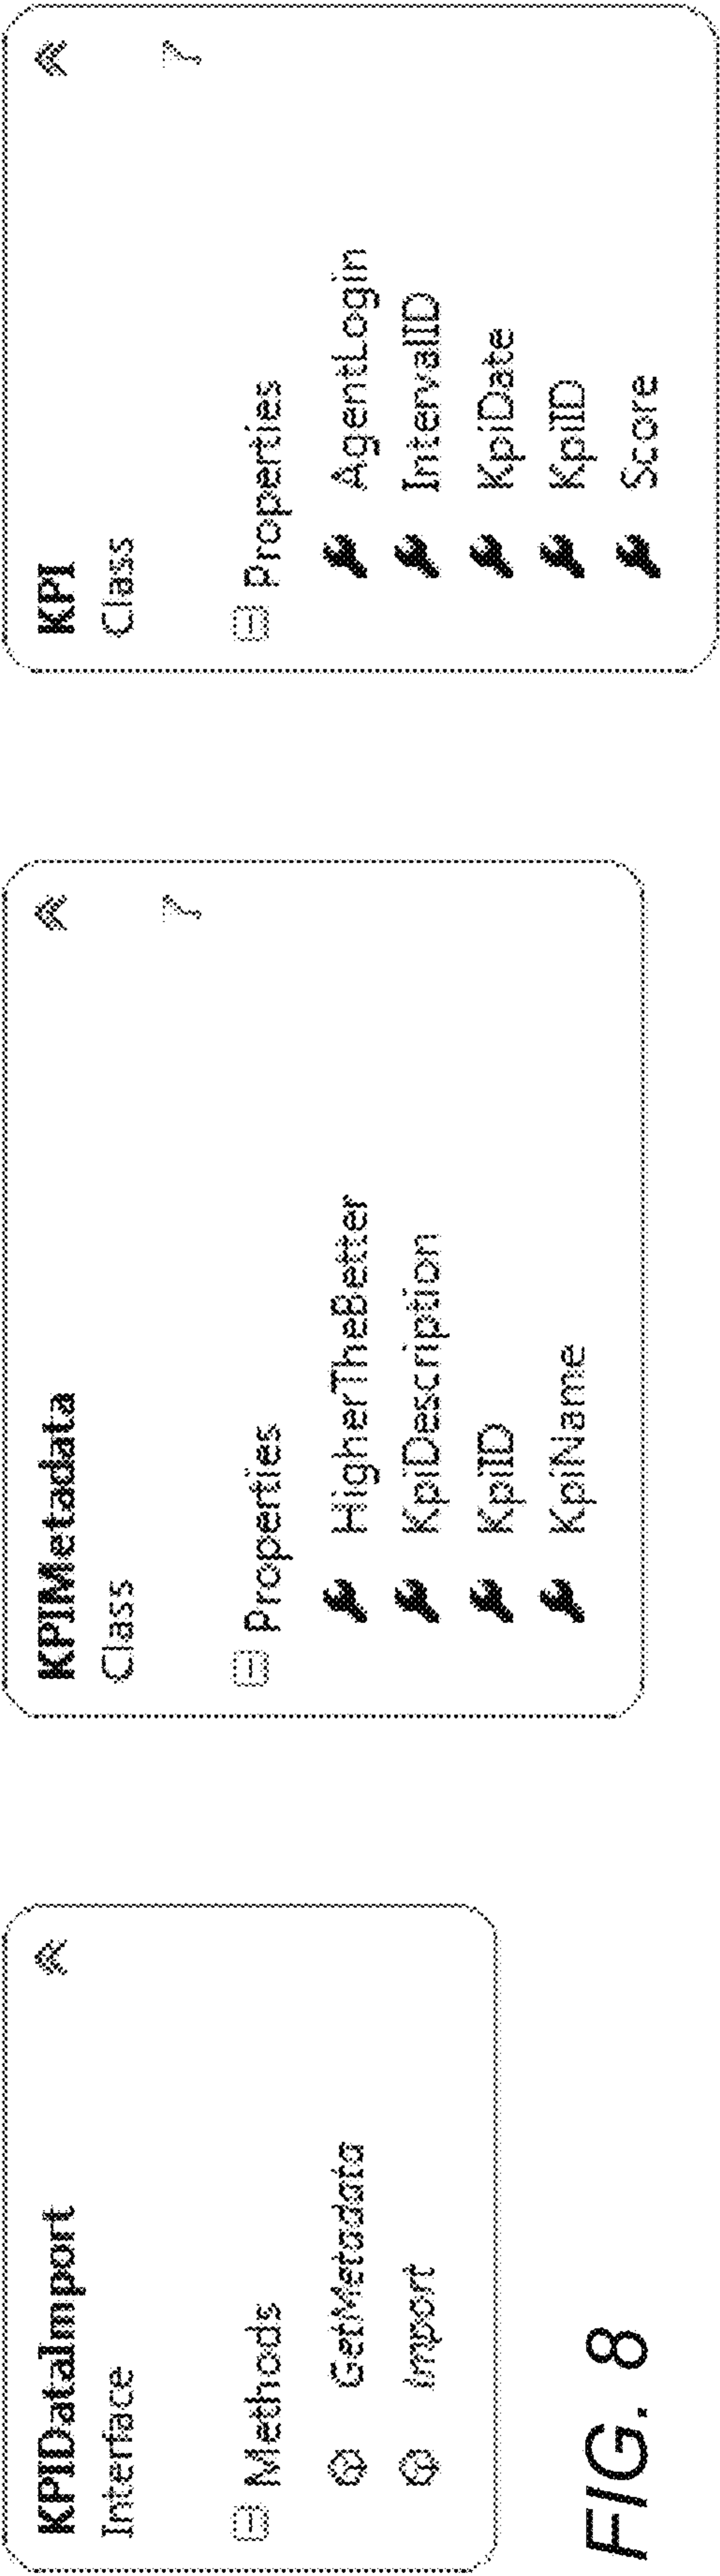 KPIDataImport
Interface
Methods
GetMetadata
Import
KPIMetadata
Class
Properties
HigherTheBetter
KpiDescription
KpiID
KpiName
KPI
Class
Properties
AgentLogin
IntervalID
KpiDate
KpiID
Score
FIG. 8